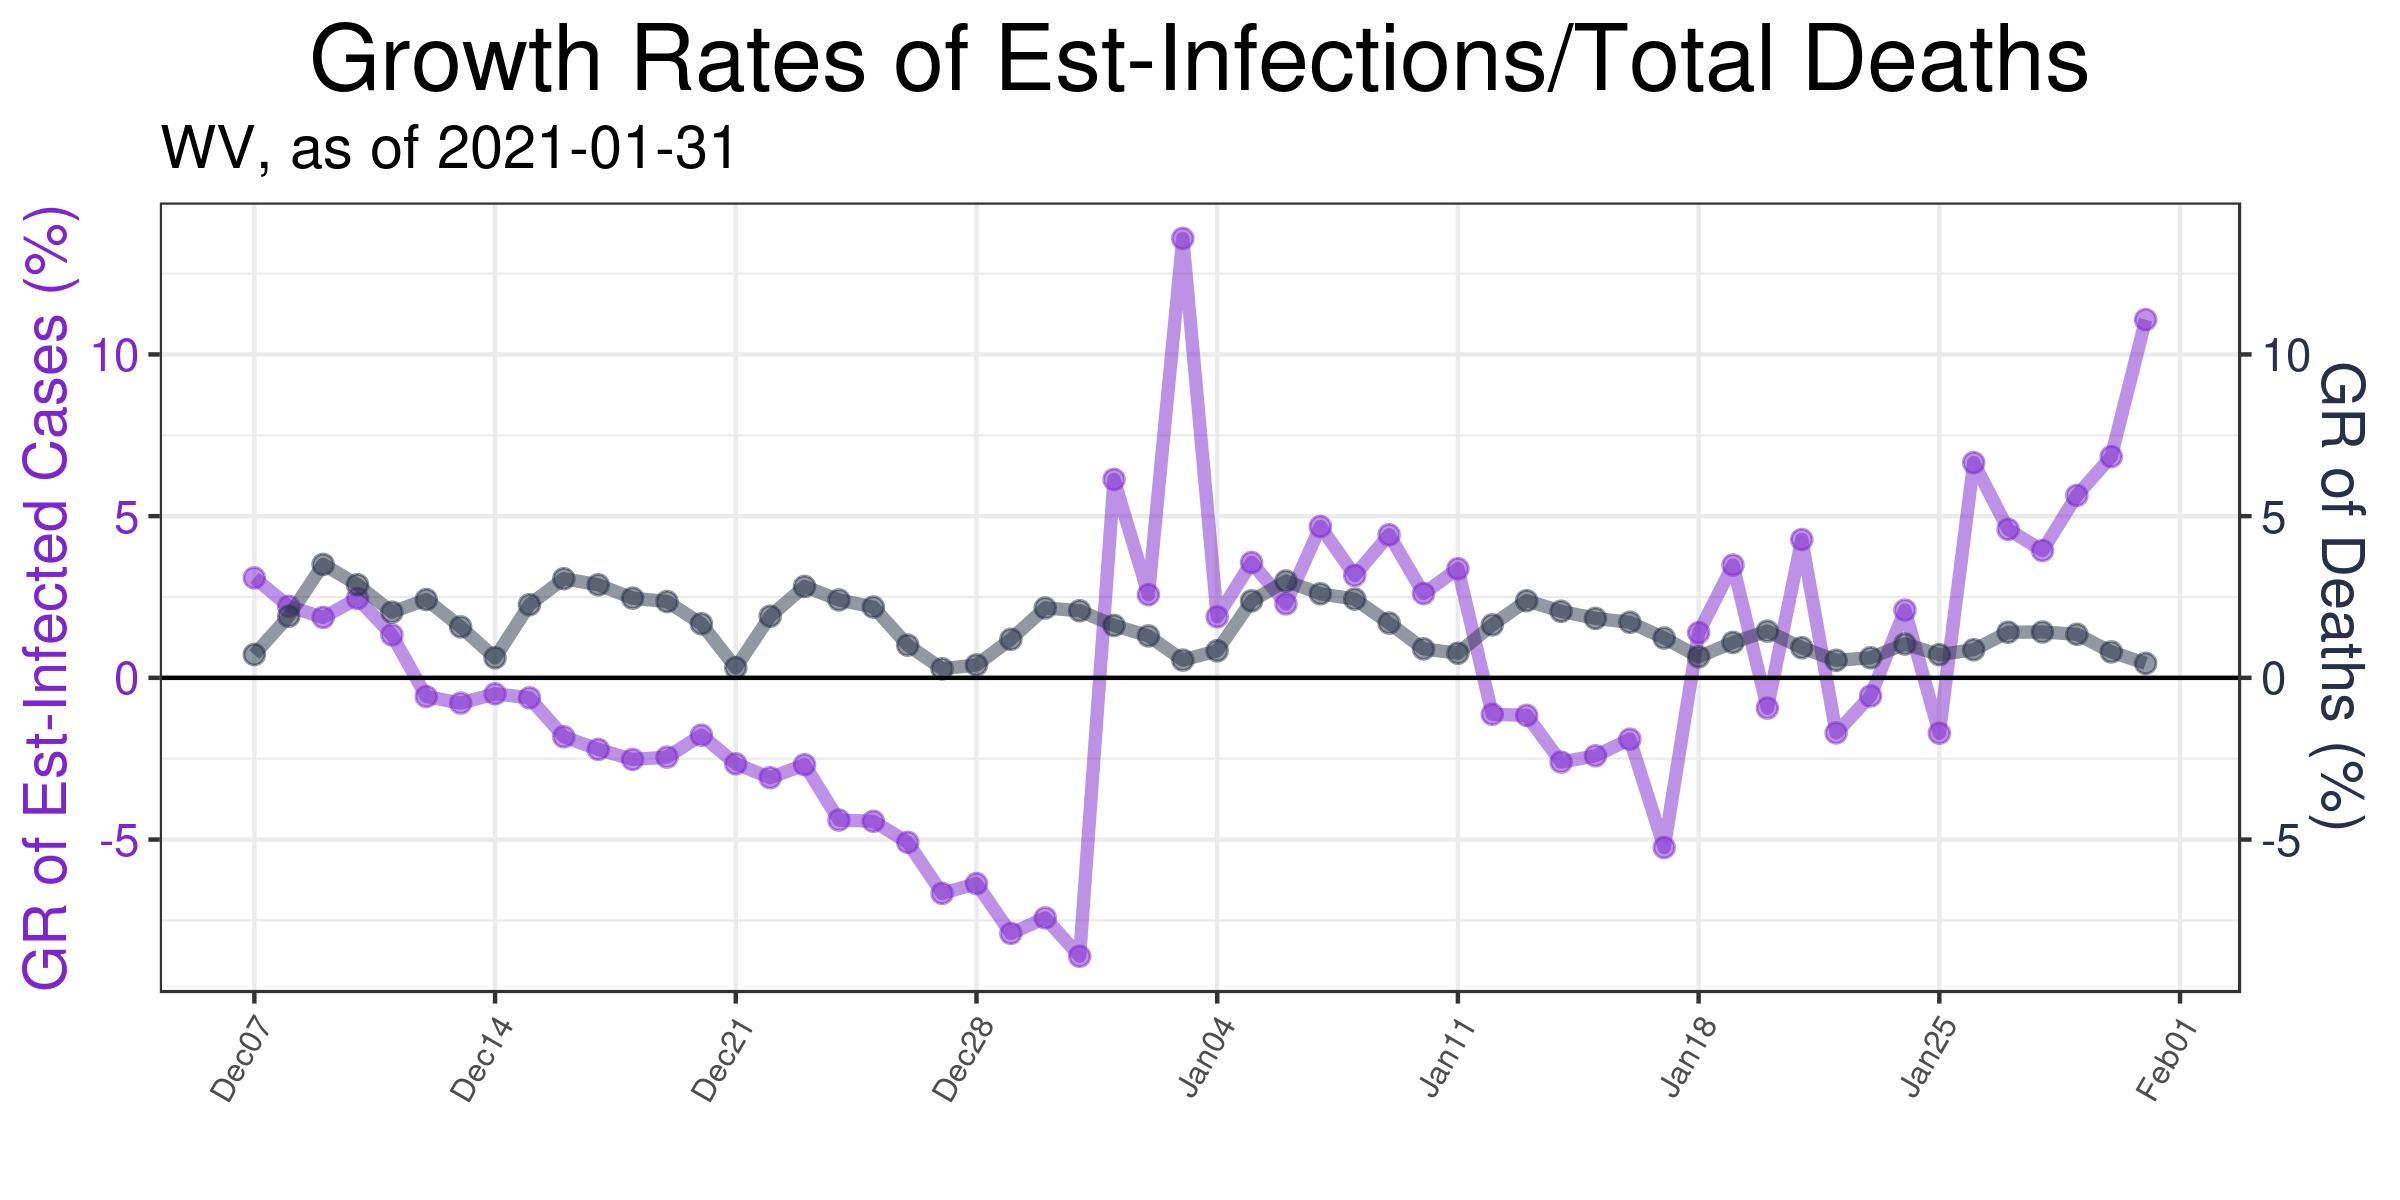 Growth Rates of Est-Infections/Total Deaths
WV, as of 2021-01-31
GR of Est-Infected Cases (%)
10
5
0
-5
10
5
0
-5
GR of Deaths (%)
Dec07
Dec14
Dec21
Dec28
Jan04
Jan11
Jan18
Jan25
Feb01